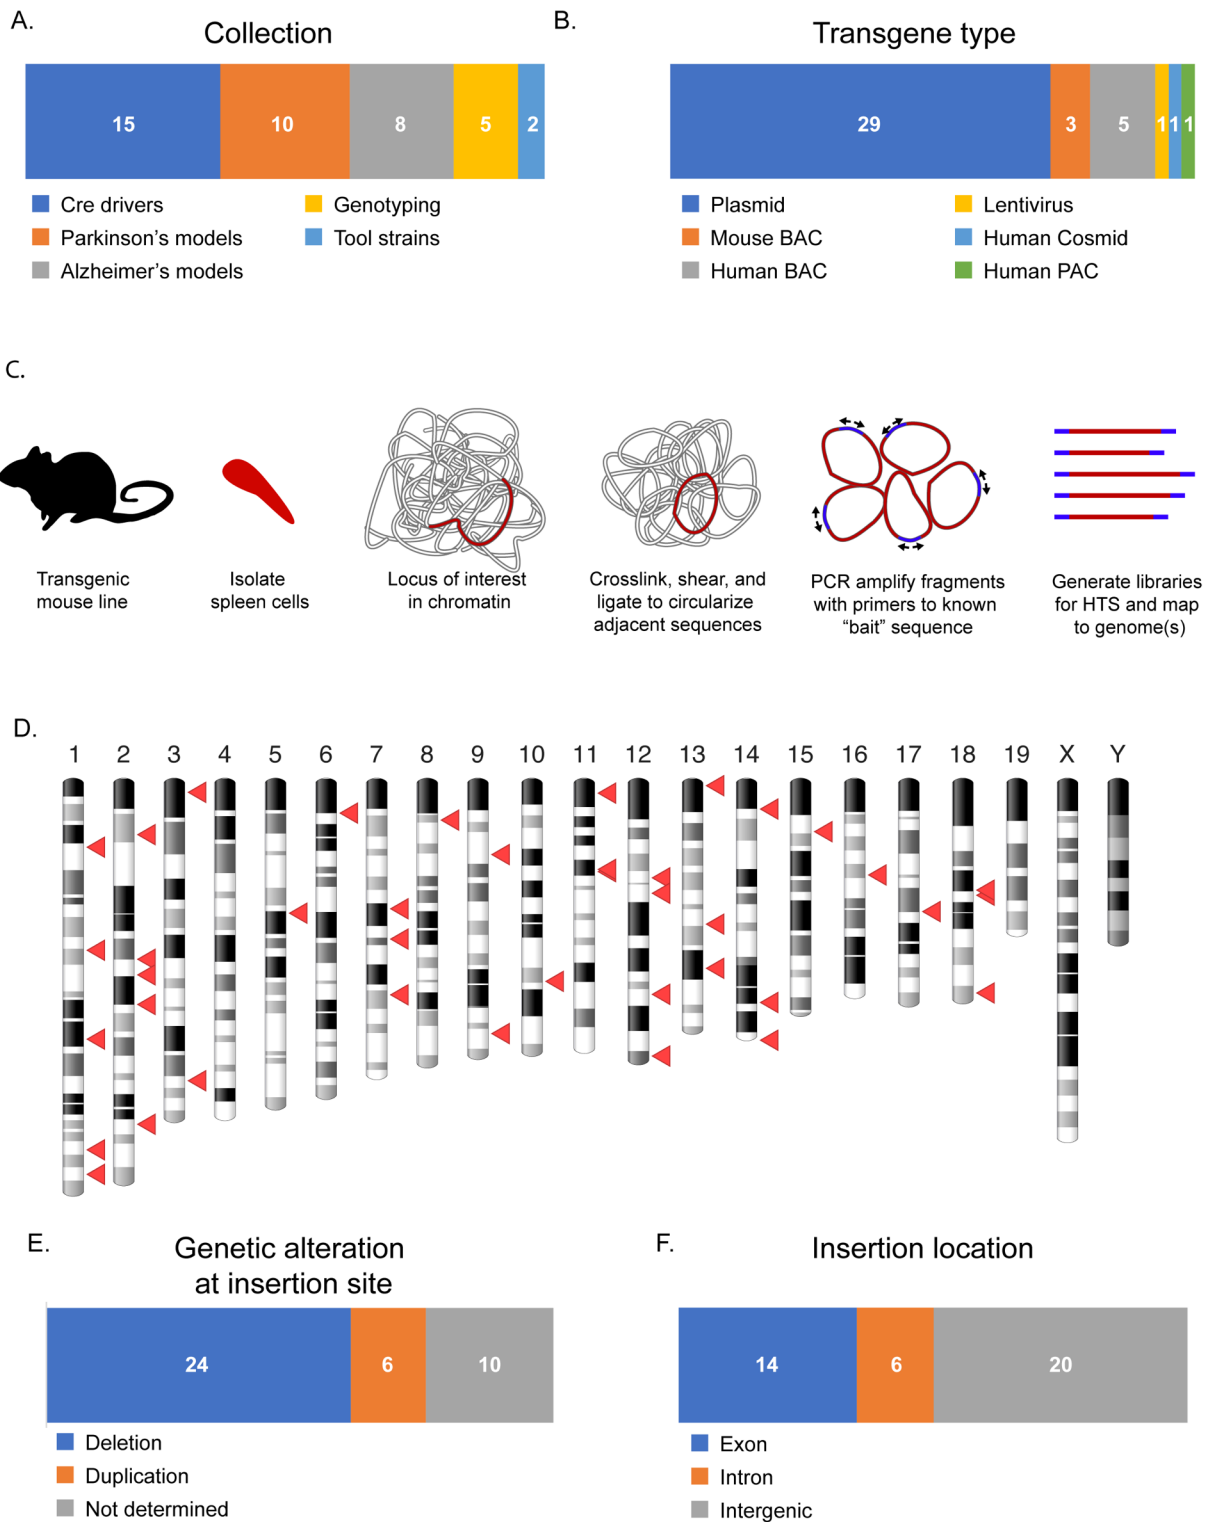 A.
Collection
15 10 8 5 2
Cre drivers
Parkinson's models
Alzheimer's models
Genotyping
Tool strains
B.
Transgene type
29 3 5 1 1 1
Plasmid
Mouse BAC
Human BAC
Lentivirus
Human Cosmid
Human PAC
C.
Transgenic
mouse line
Isolate
spleen cells
Locus of interest
in chromatin
Crosslink, shear, and
ligate to circularize
adjacent sequences
PCR amplify fragments
with primers to known
“bait” sequence
Generate libraries
for HTS and map
to genome(s)
D.
1 2 3 4 5 6 7 8 9 10 11 12 13 14 15 16 17 18 19 X Y
E.
Genetic alteration
at insertion site
24 6 10
Deletion
Duplication
Not determined
F.
Insertion location
14 6 20
Exon
Intron
Intergenic